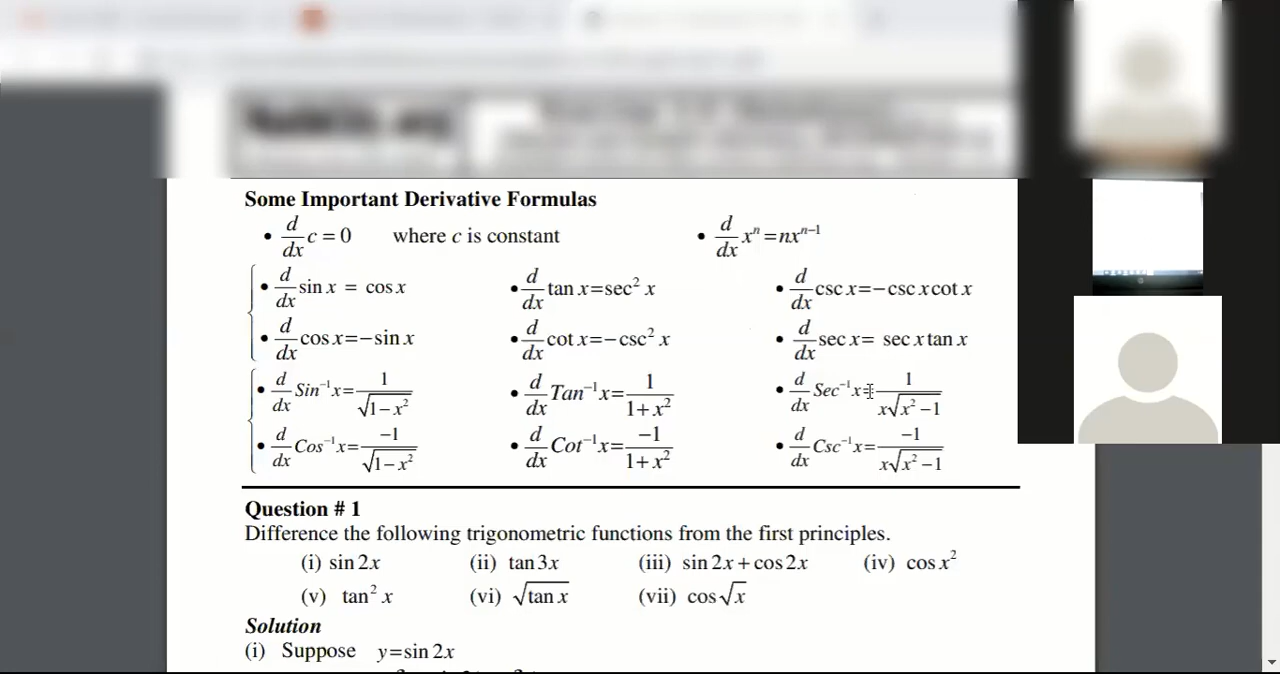 Some Important Derivative Formulas
• d/dx c = 0 where c is constant • d/dx xⁿ = nxⁿ⁻¹
• d/dx sin x = cos x • d/dx tan x = sec² x • d/dx csc x = −csc x cot x
• d/dx cos x = −sin x • d/dx cot x = −csc² x • d/dx sec x = sec x tan x
• d/dx Sin⁻¹x = 1/√(1−x²) • d/dx Tan⁻¹x = 1/(1+x²) • d/dx Sec⁻¹x = 1/(x√(x²−1))
• d/dx Cos⁻¹x = −1/√(1−x²) • d/dx Cot⁻¹x = −1/(1+x²) • d/dx Csc⁻¹x = −1/(x√(x²−1))
Question # 1
Difference the following trigonometric functions from the first principles.
(i) sin 2x (ii) tan 3x (iii) sin 2x + cos 2x (iv) cos x²
(v) tan² x (vi) √(tan x) (vii) cos √x
Solution
(i) Suppose y = sin 2x